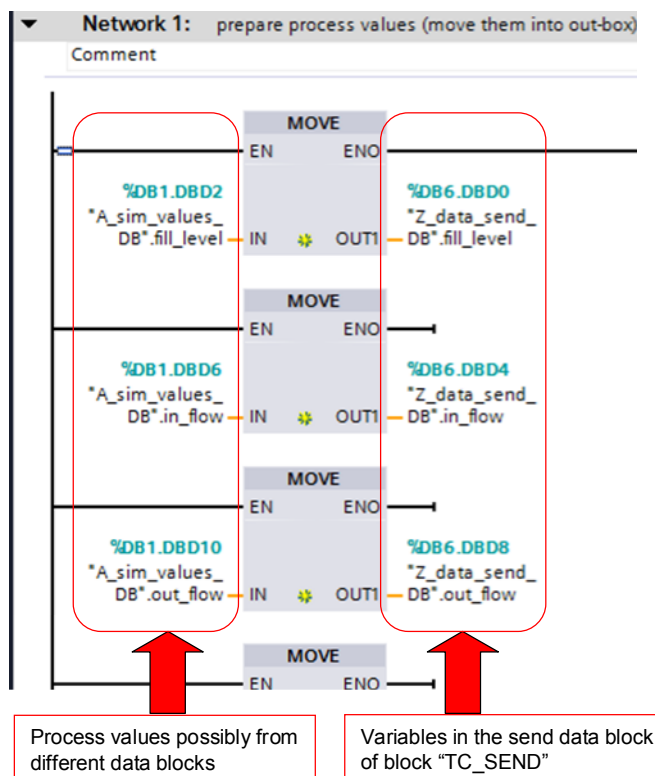 Network 1: prepare process values (move them into out-box)
Comment
MOVE
EN ENO
%DB1.DBD2
"A_sim_values_
DB".fill_level
IN OUT1
%DB6.DBD0
"Z_data_send_
DB".fill_level
MOVE
EN ENO
%DB1.DBD6
"A_sim_values_
DB".in_flow
IN OUT1
%DB6.DBD4
"Z_data_send_
DB".in_flow
MOVE
EN ENO
%DB1.DBD10
"A_sim_values_
DB".out_flow
IN OUT1
%DB6.DBD8
"Z_data_send_
DB".out_flow
MOVE
EN ENO
Process values possibly from
different data blocks
Variables in the send data block
of block “TC_SEND”